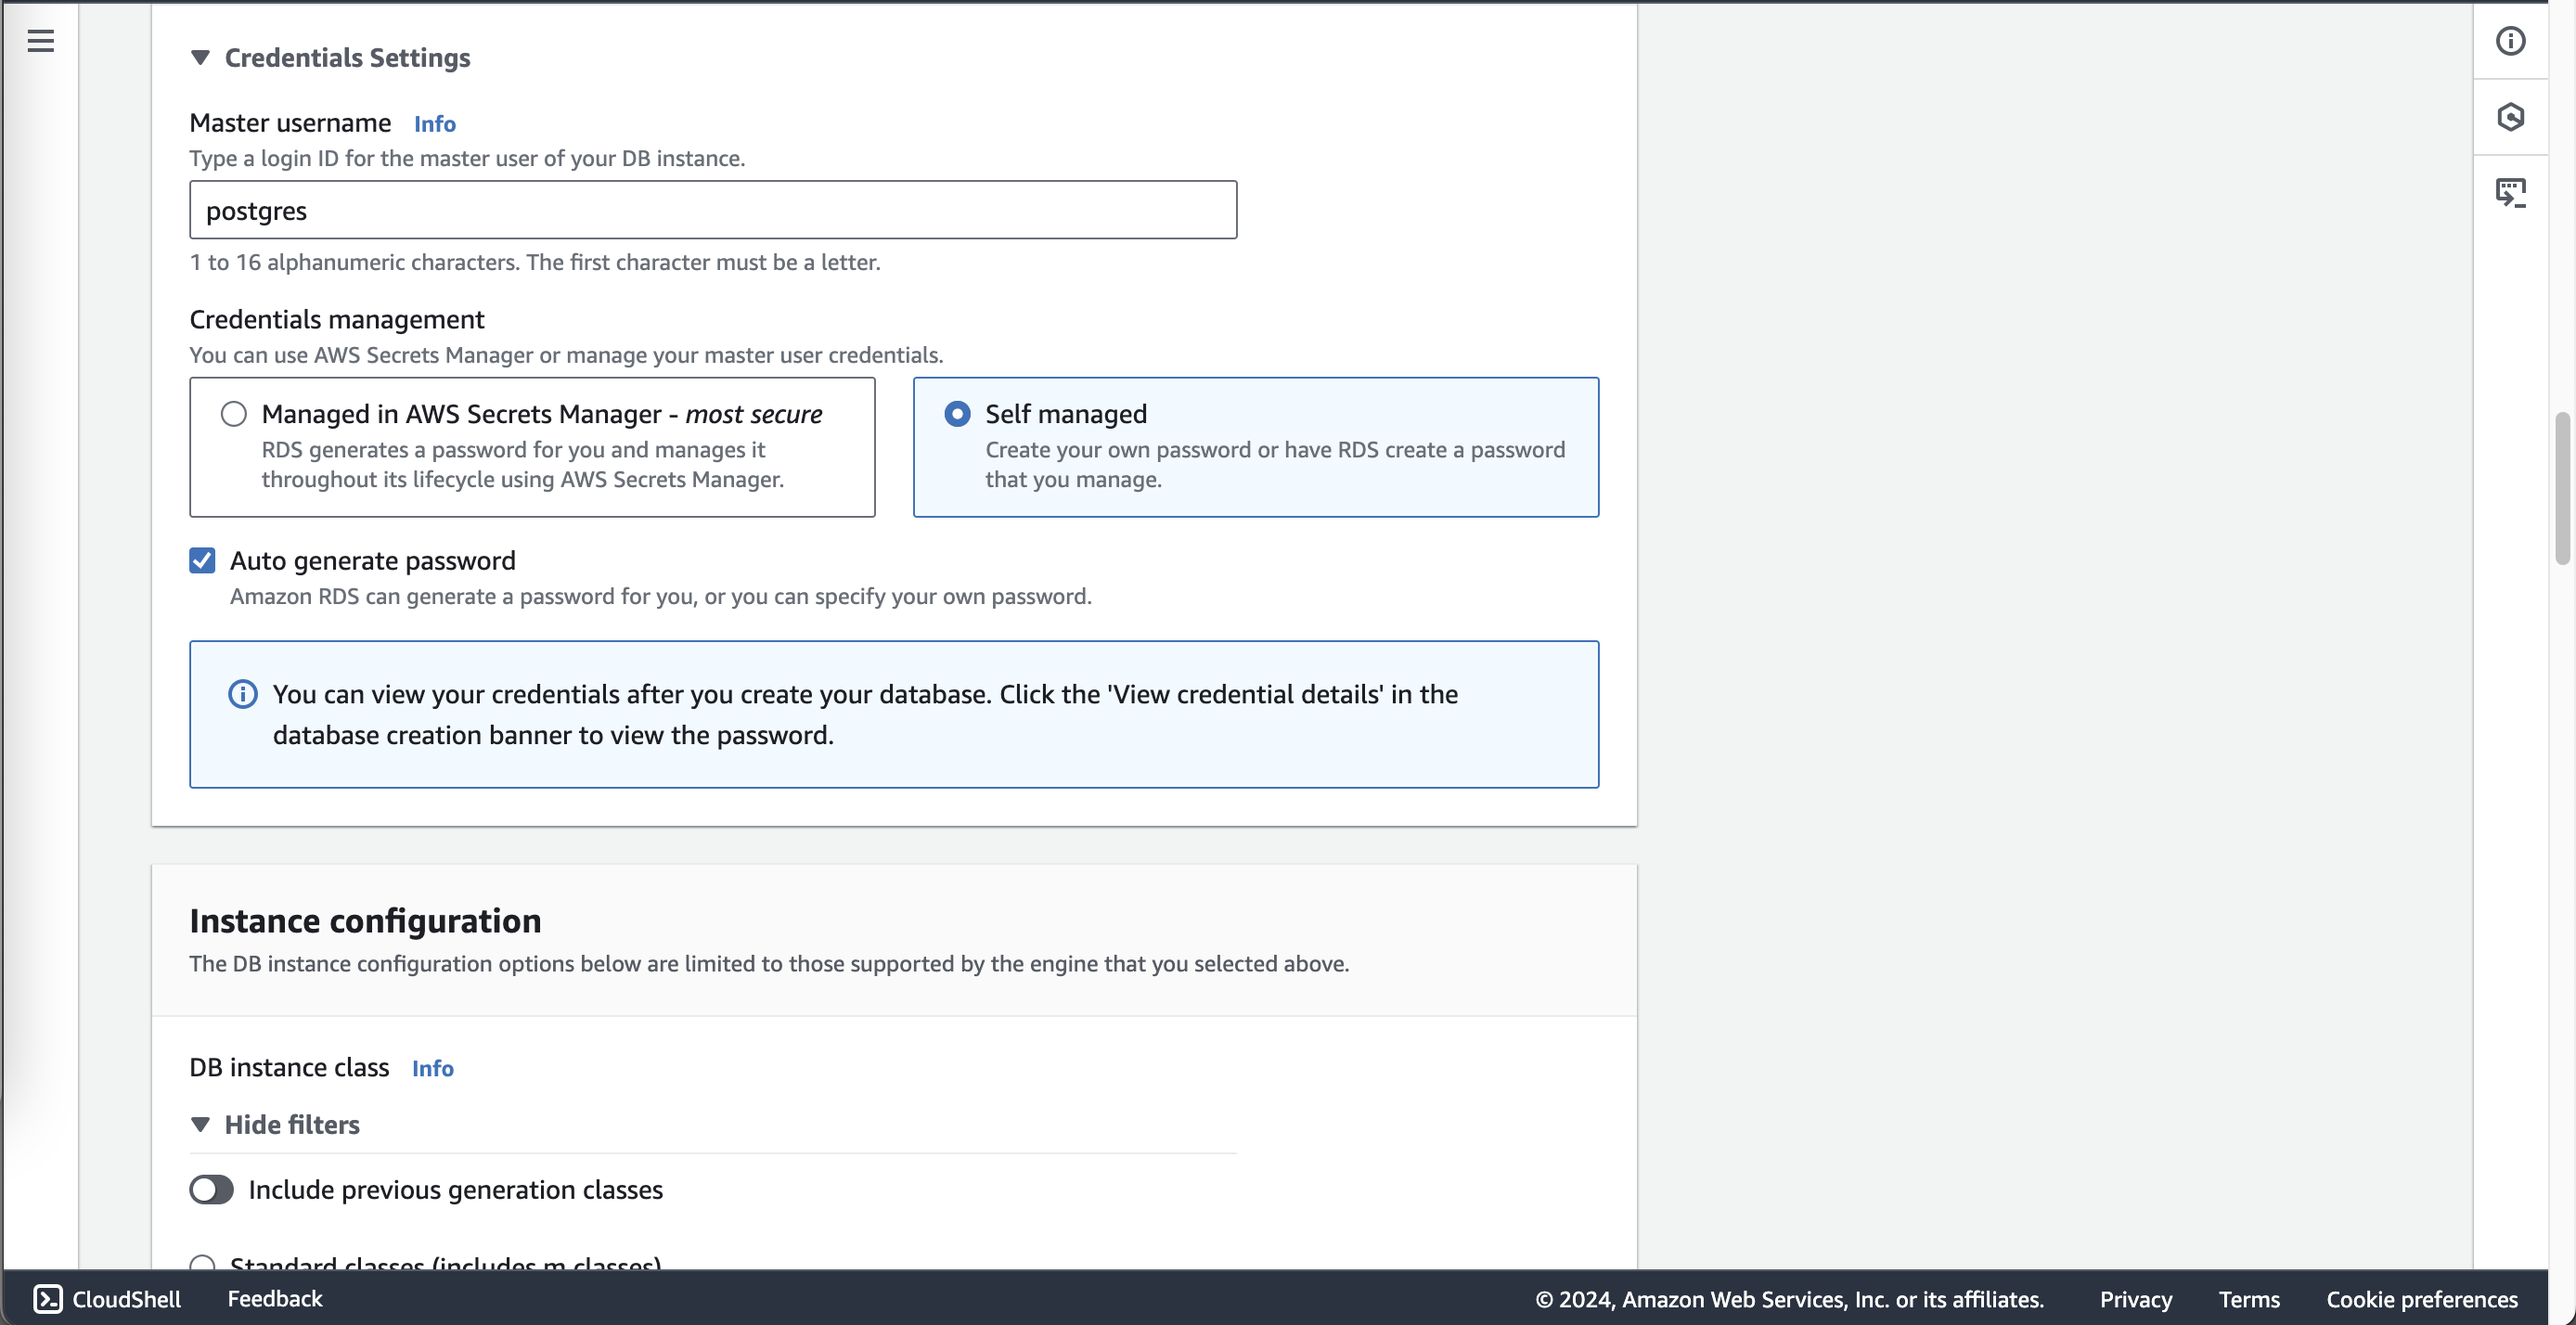 Credentials Settings
Master username Info
Type a login ID for the master user of your DB instance.
postgres
1 to 16 alphanumeric characters. The first character must be a letter.
Credentials management
You can use AWS Secrets Manager or manage your master user credentials.
Managed in AWS Secrets Manager - most secure
RDS generates a password for you and manages it
throughout its lifecycle using AWS Secrets Manager.
Self managed
Create your own password or have RDS create a password
that you manage.
Auto generate password
Amazon RDS can generate a password for you, or you can specify your own password.
You can view your credentials after you create your database. Click the 'View credential details' in the
database creation banner to view the password.
Instance configuration
The DB instance configuration options below are limited to those supported by the engine that you selected above.
DB instance class Info
Hide filters
Include previous generation classes
Standard classes (includes m classes)
CloudShell Feedback © 2024, Amazon Web Services, Inc. or its affiliates. Privacy Terms Cookie preferences